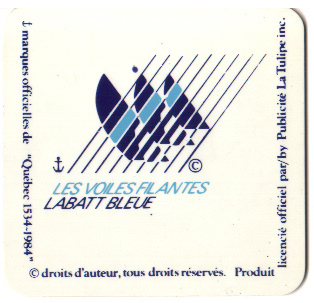 ⚓ marques officielles de "Québec 1534-1984"
©
LES VOILES FILANTES
LABATT BLEUE
© droits d'auteur, tous droits réservés. Produit
licencié officiel par/by Publicité La Tulipe inc.